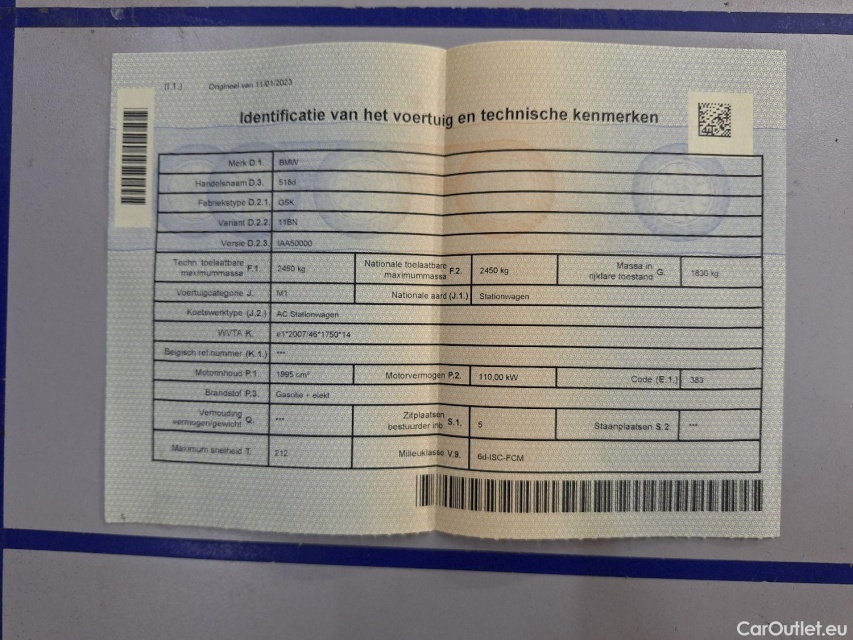 (I.1.) Origineel van 11/01/2023
Identificatie van het voertuig en technische kenmerken
Merk D.1. BMW
Handelsnaam D.3. 518d
Fabriekstype D.2.1. G5K
Variant D.2.2. 11BN
Versie D.2.3. IAA50000
Techn. toelaatbare maximummassa F.1. 2450 kg Nationale toelaatbare maximummassa F.2. 2450 kg Massa in rijklare toestand G. 1830 kg
Voertuigcategorie J. M1 Nationale aard (J.1.) Stationwagen
Koetswerktype (J.2.) AC Stationwagen
WVTA K. e1*2007/46*1750*14
Belgisch ref.nummer (K.1.) ---
Motorinhoud P.1. 1995 cm³ Motorvermogen P.2. 110,00 kW Code (E.1.) 383
Brandstof P.3. Gasolie + elekt
Verhouding vermogen/gewicht Q. --- Zitplaatsen bestuurder inb. S.1. 5 Staanplaatsen S.2. ---
Maximum snelheid T. 212 Milieuklasse V.9. 6d-ISC-FCM
CarOutlet.eu